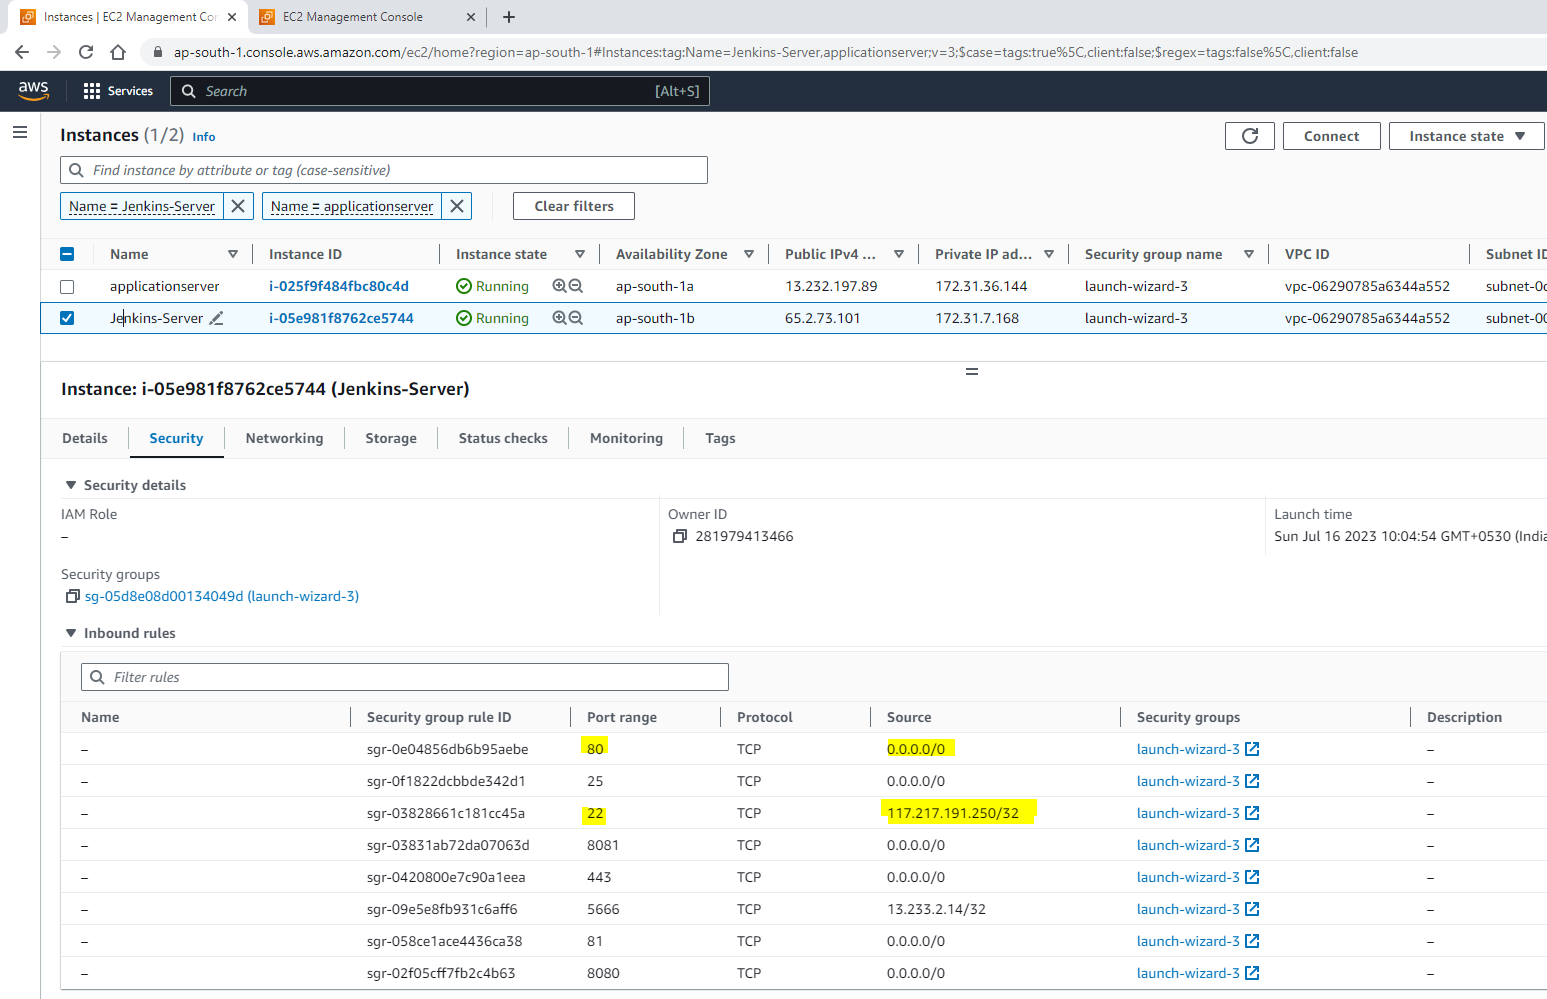 Instances | EC2 Management Con
EC2 Management Console
ap-south-1.console.aws.amazon.com/ec2/home?region=ap-south-1#Instances:tag:Name=Jenkins-Server,applicationserver;v=3;$case=tags:true%5C,client:false;$regex=tags:false%5C,client:false
aws Services Search [Alt+S]
Instances (1/2) Info Connect Instance state
Find instance by attribute or tag (case-sensitive)
Name = Jenkins-Server Name = applicationserver Clear filters
Name Instance ID Instance state Availability Zone Public IPv4 ... Private IP ad... Security group name VPC ID Subnet ID
applicationserver i-025f9f484fbc80c4d Running ap-south-1a 13.232.197.89 172.31.36.144 launch-wizard-3 vpc-06290785a6344a552 subnet-0c
Jenkins-Server i-05e981f8762ce5744 Running ap-south-1b 65.2.73.101 172.31.7.168 launch-wizard-3 vpc-06290785a6344a552 subnet-00
Instance: i-05e981f8762ce5744 (Jenkins-Server)
Details Security Networking Storage Status checks Monitoring Tags
Security details
IAM Role Owner ID Launch time
– 281979413466 Sun Jul 16 2023 10:04:54 GMT+0530 (India
Security groups
sg-05d8e08d00134049d (launch-wizard-3)
Inbound rules
Filter rules
Name Security group rule ID Port range Protocol Source Security groups Description
– sgr-0e04856db6b95aebe 80 TCP 0.0.0.0/0 launch-wizard-3 –
– sgr-0f1822dcbbde342d1 25 TCP 0.0.0.0/0 launch-wizard-3 –
– sgr-03828661c181cc45a 22 TCP 117.217.191.250/32 launch-wizard-3 –
– sgr-03831ab72da07063d 8081 TCP 0.0.0.0/0 launch-wizard-3 –
– sgr-0420800e7c90a1eea 443 TCP 0.0.0.0/0 launch-wizard-3 –
– sgr-09e5e8fb931c6aff6 5666 TCP 13.233.2.14/32 launch-wizard-3 –
– sgr-058ce1ace4436ca38 81 TCP 0.0.0.0/0 launch-wizard-3 –
– sgr-02f05cff7fb2c4b63 8080 TCP 0.0.0.0/0 launch-wizard-3 –